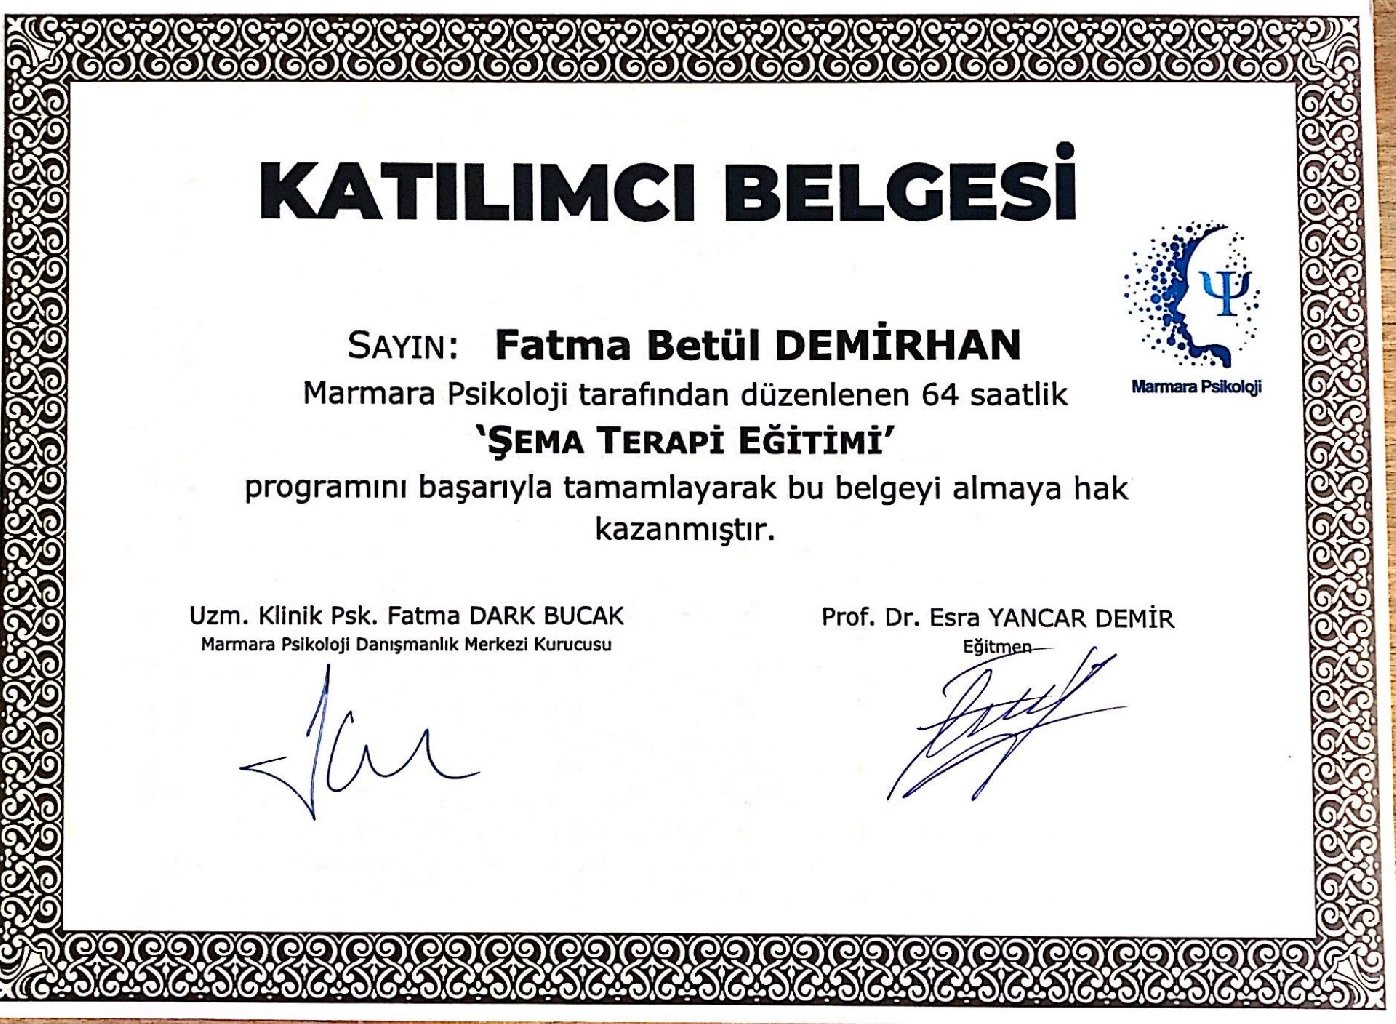 KATILIMCI BELGESİ
Ψ
Marmara Psikoloji
SAYIN: Fatma Betül DEMİRHAN
Marmara Psikoloji tarafından düzenlenen 64 saatlik
‘ŞEMA TERAPİ EĞİTİMİ’
programını başarıyla tamamlayarak bu belgeyi almaya hak
kazanmıştır.
Uzm. Klinik Psk. Fatma DARK BUCAK
Marmara Psikoloji Danışmanlık Merkezi Kurucusu
Prof. Dr. Esra YANCAR DEMİR
Eğitmen